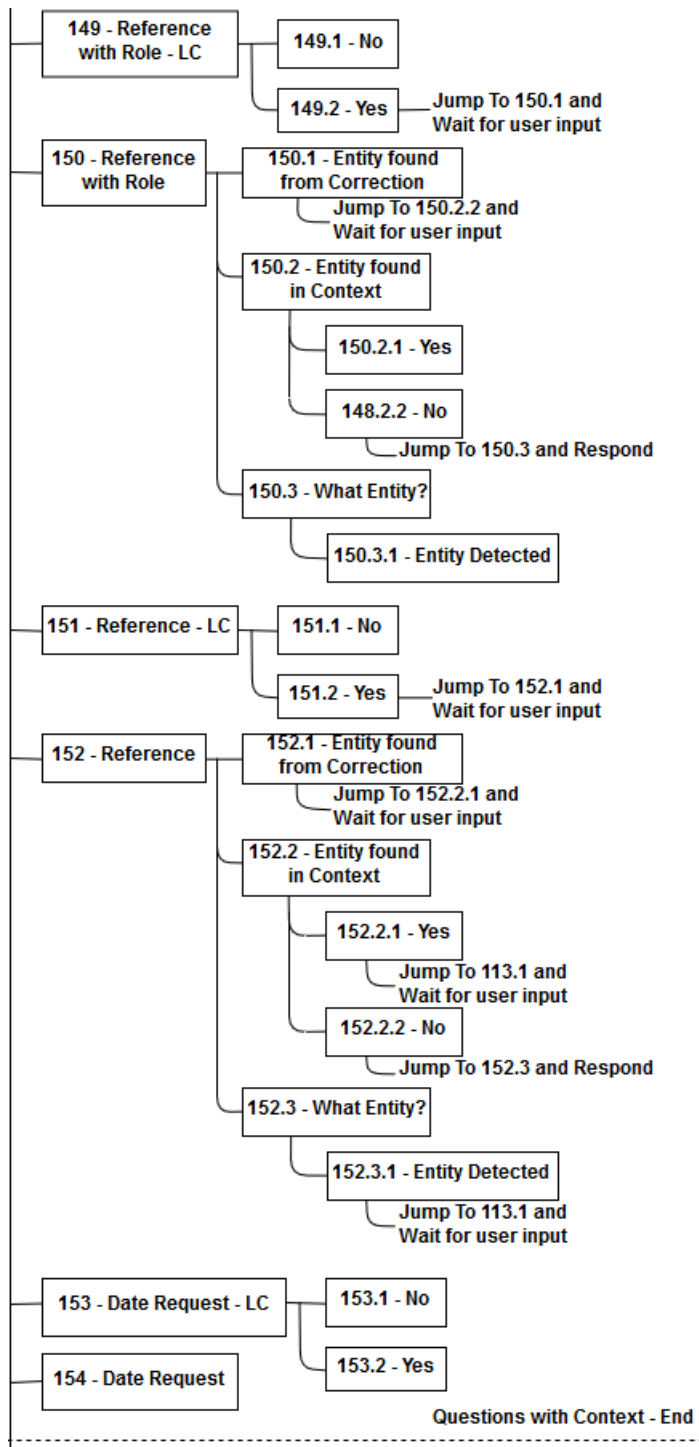 149 - Reference
with Role - LC
149.1 - No
149.2 - Yes
Jump To 150.1 and
Wait for user input
150 - Reference
with Role
150.1 - Entity found
from Correction
Jump To 150.2.2 and
Wait for user input
150.2 - Entity found
in Context
150.2.1 - Yes
148.2.2 - No
Jump To 150.3 and Respond
150.3 - What Entity?
150.3.1 - Entity Detected
151 - Reference - LC
151.1 - No
151.2 - Yes
Jump To 152.1 and
Wait for user input
152 - Reference
152.1 - Entity found
from Correction
Jump To 152.2.1 and
Wait for user input
152.2 - Entity found
in Context
152.2.1 - Yes
Jump To 113.1 and
Wait for user input
152.2.2 - No
Jump To 152.3 and Respond
152.3 - What Entity?
152.3.1 - Entity Detected
Jump To 113.1 and
Wait for user input
153 - Date Request - LC
153.1 - No
153.2 - Yes
154 - Date Request
Questions with Context - End